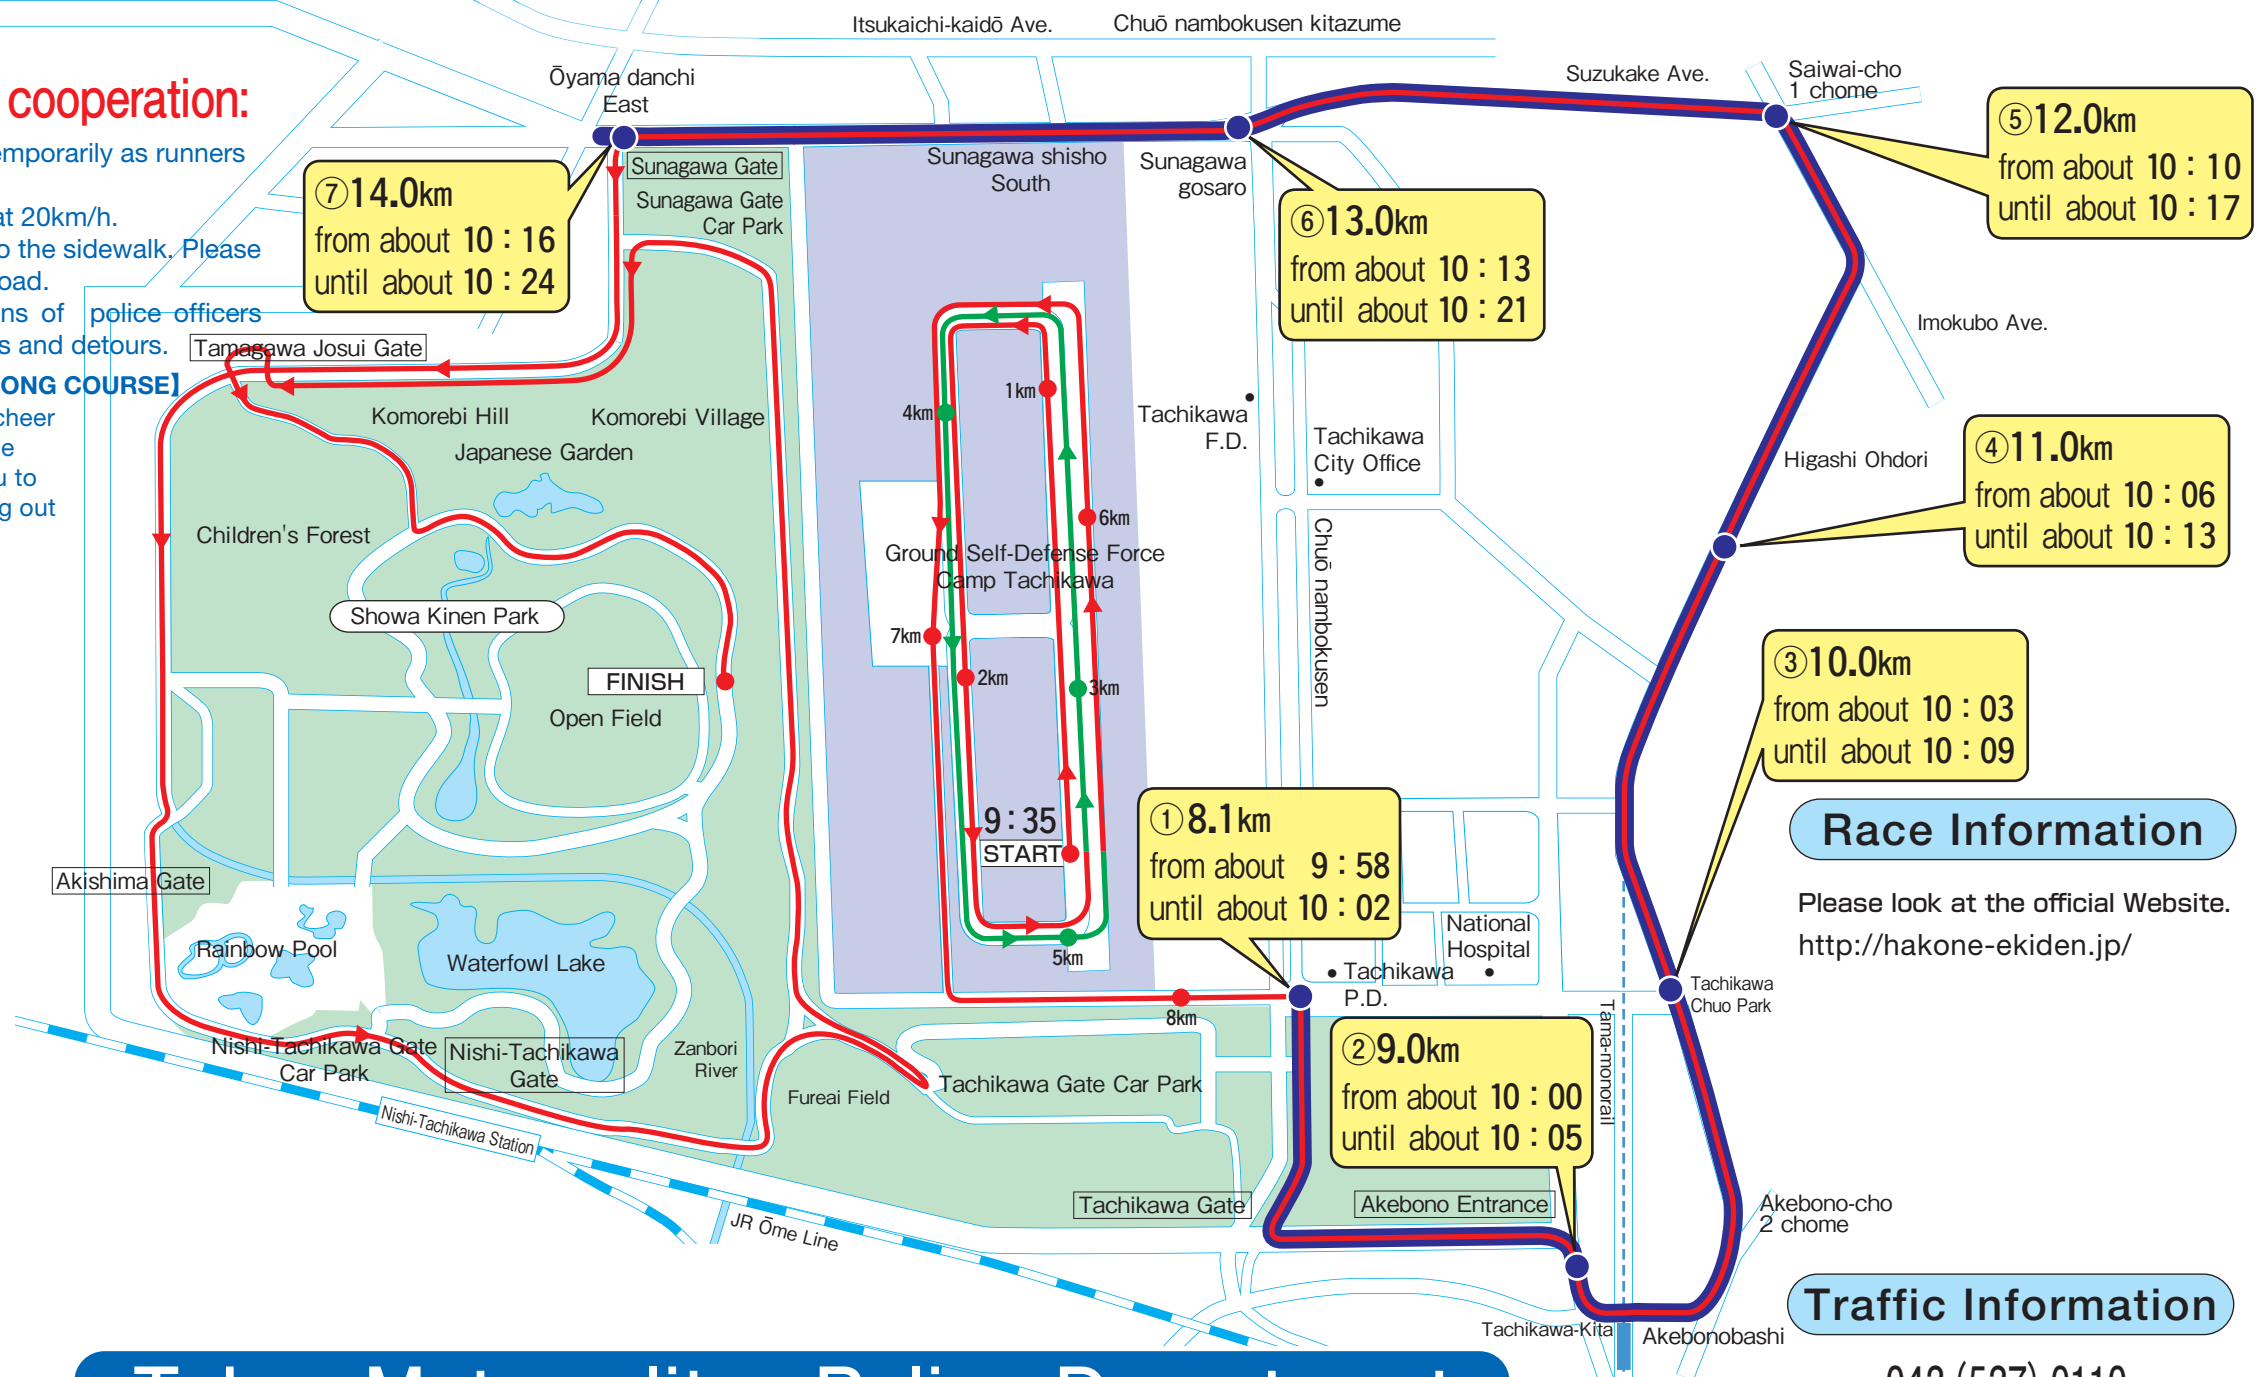 Itsukaichi-kaidō Ave.
Chuō nambokusen kitazume
Suzukake Ave.
Saiwai-cho
1 chome
Ōyama danchi
East
cooperation:
emporarily as runners
at 20km/h.
o the sidewalk. Please
oad.
ns of police officers
s and detours.
ONG COURSE】
cheer
e
u to
g out
⑦14.0km
from about 10：16
until about 10：24
Sunagawa Gate
Sunagawa Gate
Car Park
Sunagawa shisho
South
Sunagawa
gosaro
⑥13.0km
from about 10：13
until about 10：21
⑤12.0km
from about 10：10
until about 10：17
Imokubo Ave.
Tamagawa Josui Gate
Komorebi Hill
Komorebi Village
Japanese Garden
Children's Forest
Showa Kinen Park
FINISH
Open Field
1km
4km
6km
Ground Self-Defense Force
Camp Tachikawa
7km
2km
3km
9：35
START
5km
8km
Tachikawa
F.D.
Tachikawa
City Office
Chuō nambokusen
Higashi Ohdori
④11.0km
from about 10：06
until about 10：13
③10.0km
from about 10：03
until about 10：09
①8.1km
from about 9：58
until about 10：02
National
Hospital
Tachikawa
P.D.
Race Information
Please look at the official Website.
http://hakone-ekiden.jp/
Tachikawa
Chuo Park
Tama-monorail
②9.0km
from about 10：00
until about 10：05
Akishima Gate
Rainbow Pool
Waterfowl Lake
Nishi-Tachikawa Gate
Car Park
Nishi-Tachikawa
Gate
Zanbori
River
Fureai Field
Tachikawa Gate Car Park
Nishi-Tachikawa Station
JR Ōme Line
Tachikawa Gate
Akebono Entrance
Akebono-cho
2 chome
Tachikawa-Kita
Akebonobashi
Traffic Information
042 (527) 0110
Tokyo Metropolitan Police Department